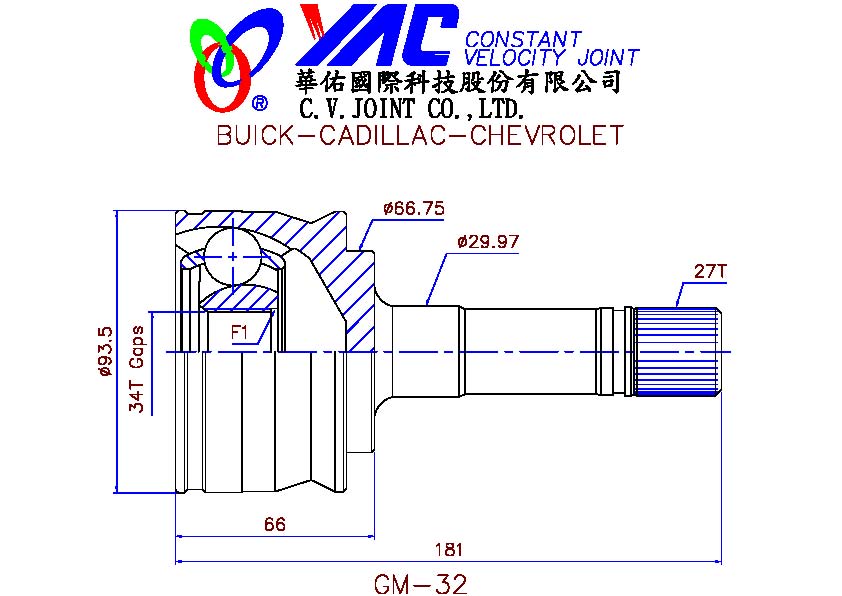 YAC CONSTANT
VELOCITY JOINT
®
華佑國際科技股份有限公司
C.V.JOINT CO.,LTD.
BUICK-CADILLAC-CHEVROLET
ø66.75
ø29.97
27T
F1
ø93.5
34T Gaps
66
181
GM-32